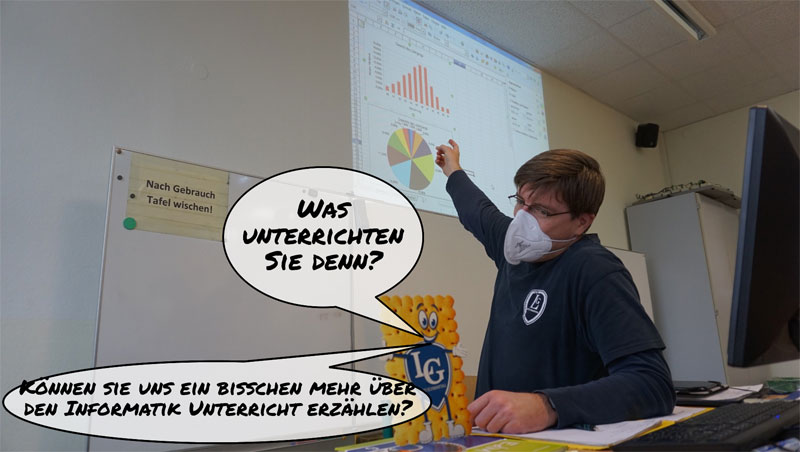 Nach Gebrauch
Tafel wischen!
WAS
UNTERRICHTEN
SIE DENN?
KÖNNEN SIE UNS EIN BISSCHEN MEHR ÜBER
DEN INFORMATIK UNTERRICHT ERZÄHLEN?
LG